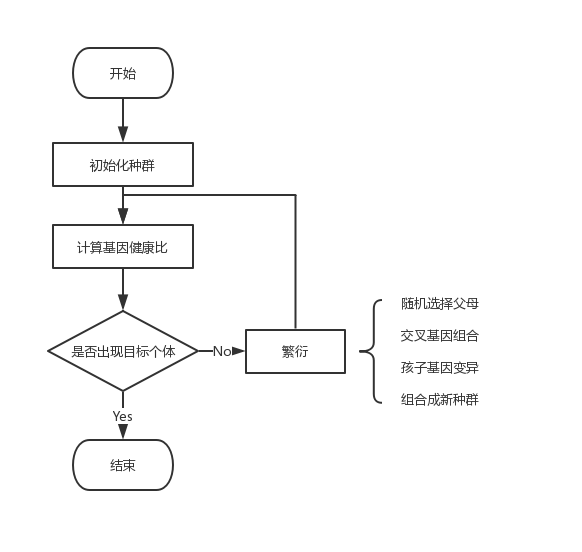 开始
初始化种群
计算基因健康比
是否出现目标个体
No
繁衍
随机选择父母
交叉基因组合
孩子基因变异
组合成新种群
Yes
结束